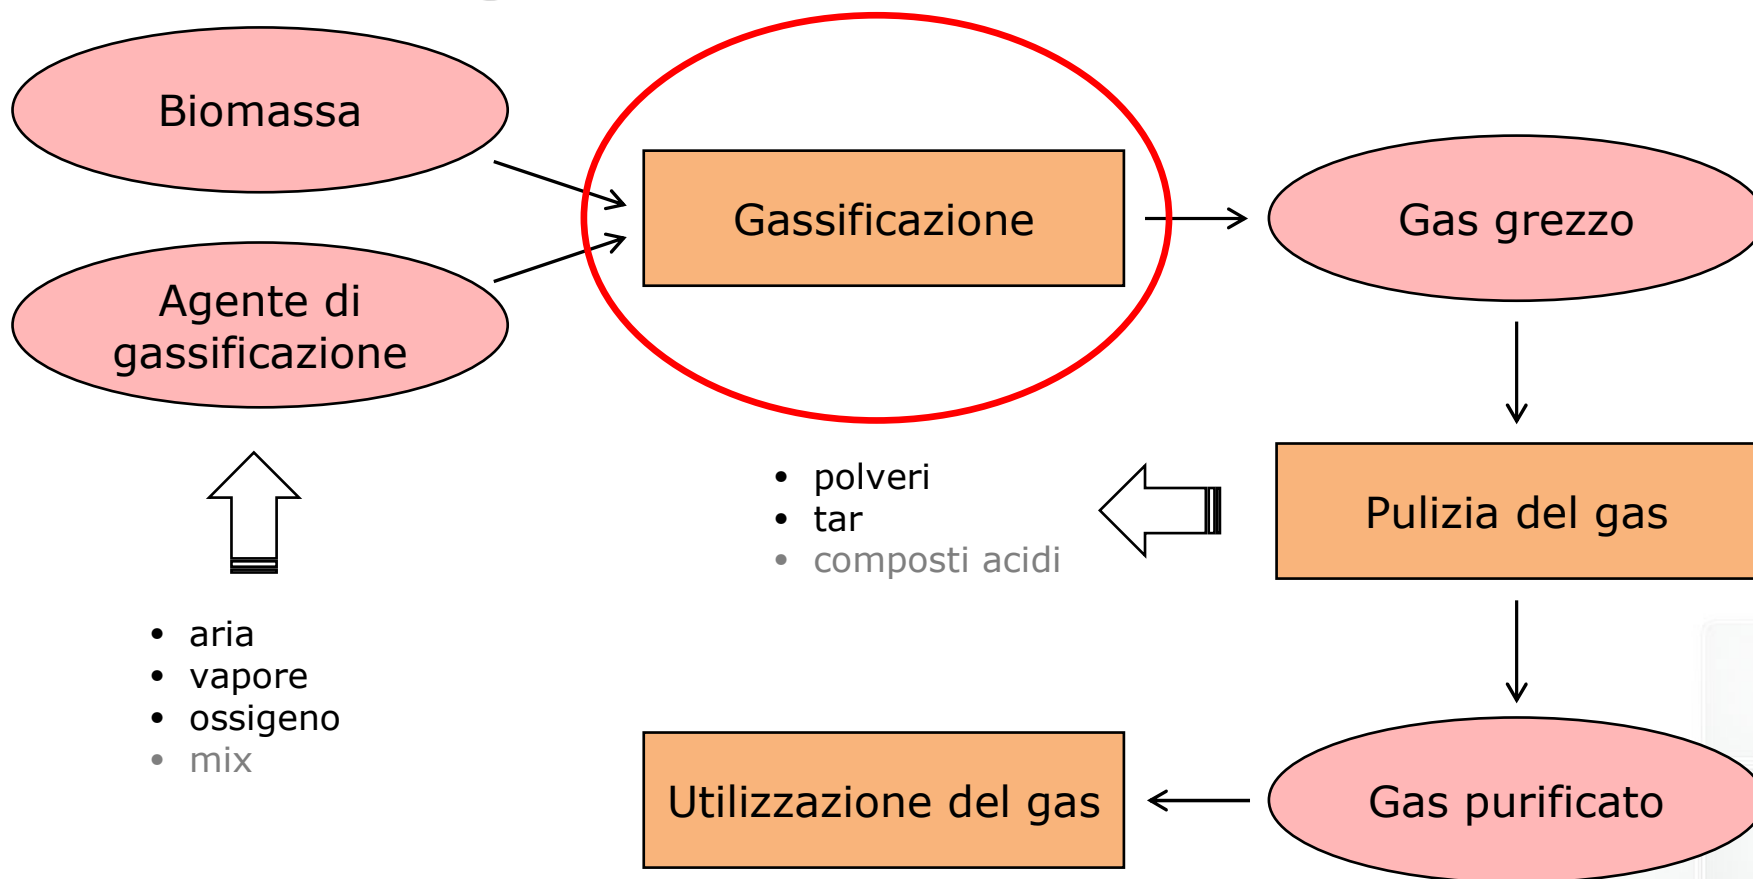 Biomassa
Gassificazione
Gas grezzo
Agente di
gassificazione
• polveri
• tar
• composti acidi
Pulizia del gas
• aria
• vapore
• ossigeno
• mix
Utilizzazione del gas
Gas purificato